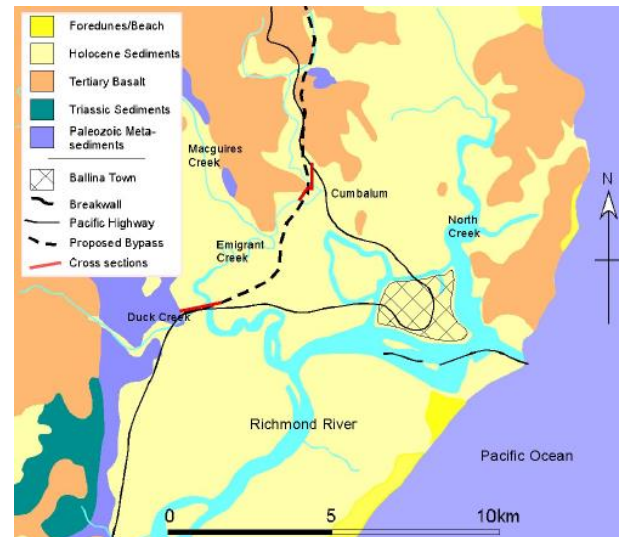 Foredunes/Beach
Holocene Sediments
Tertiary Basalt
Triassic Sediments
Paleozoic Meta-
sediments
Ballina Town
Breakwall
Pacific Highway
Proposed Bypass
Cross sections
Macguires
Creek
Cumbalum
North
Creek
N
Emigrant
Creek
Duck Creek
Richmond River
Pacific Ocean
0 5 10km